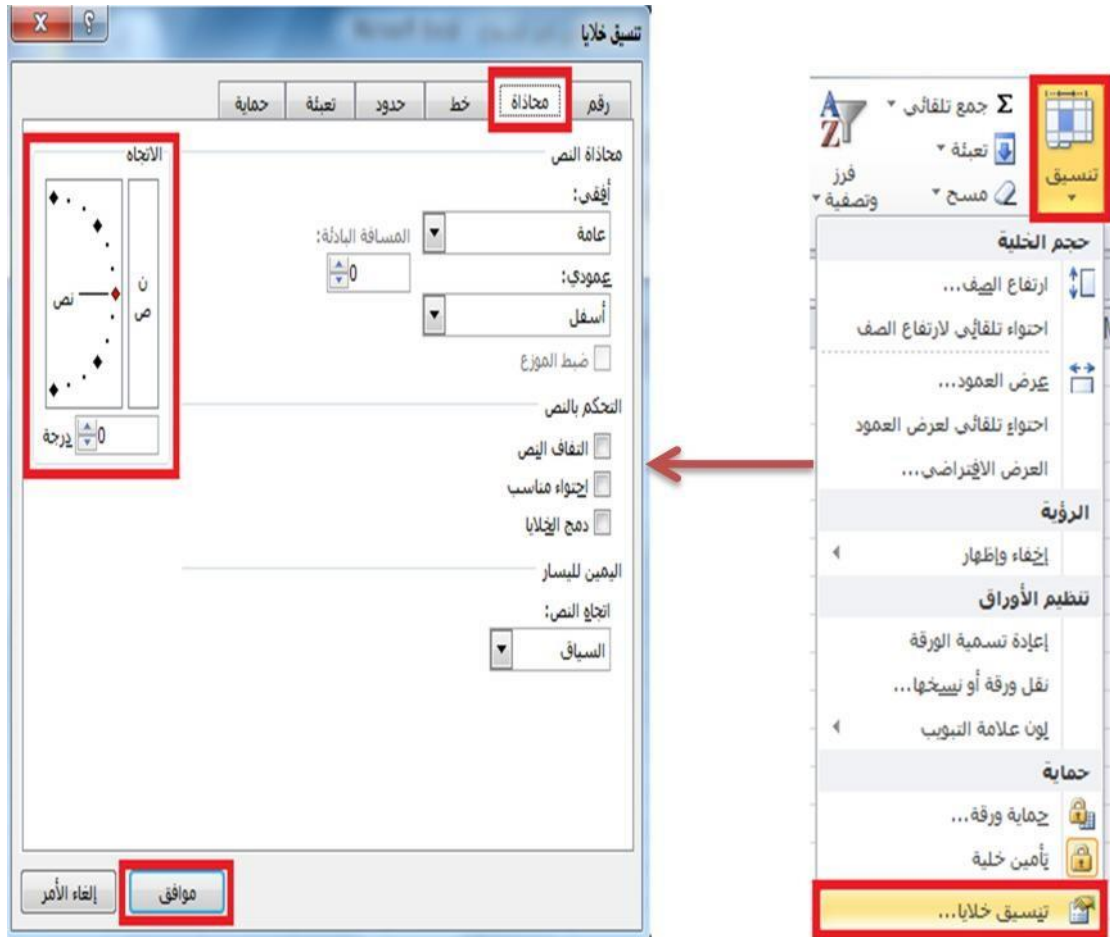 تنسيق
Σ جمع تلقائي
تعبئة
مسح
فرز
وتصفية
حجم الخلية
ارتفاع الصف...
احتواء تلقائي لارتفاع الصف
عرض العمود...
احتواء تلقائي لعرض العمود
العرض الافتراضي...
الرؤية
إخفاء وإظهار
تنظيم الأوراق
إعادة تسمية الورقة
نقل ورقة أو نسخها...
لون علامة التبويب
حماية
حماية ورقة...
تأمين خلية
تنسيق خلايا...
تنسيق خلايا
رقم محاذاة خط حدود تعبئة حماية
محاذاة النص
أفقي:
عامة
المسافة البادئة:
0
عمودي:
أسفل
ضبط الموزع
التحكم بالنص
التفاف النص
احتواء مناسب
دمج الخلايا
اليمين لليسار
اتجاه النص:
السياق
الاتجاه
ن
ص
نص
0 درجة
موافق إلغاء الأمر